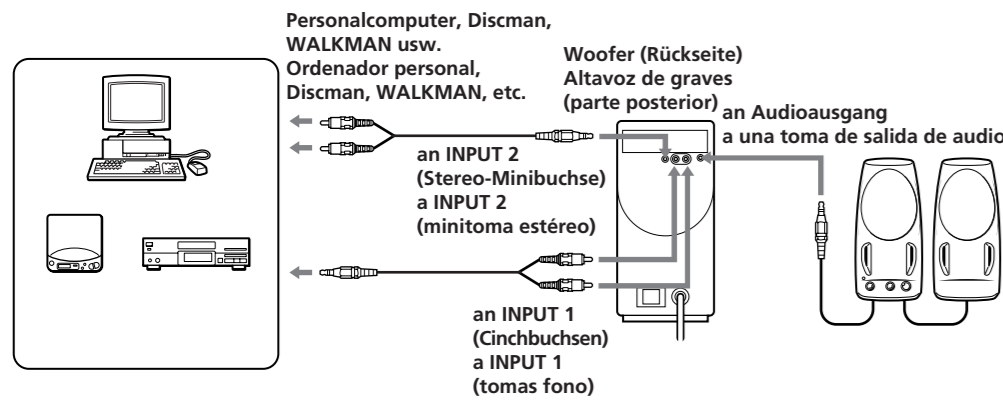 Personalcomputer, Discman,
WALKMAN usw.
Ordenador personal,
Discman, WALKMAN, etc.
Woofer (Rückseite)
Altavoz de graves
(parte posterior)
an Audioausgang
a una toma de salida de audio
an INPUT 2
(Stereo-Minibuchse)
a INPUT 2
(minitoma estéreo)
an INPUT 1
(Cinchbuchsen)
a INPUT 1
(tomas fono)